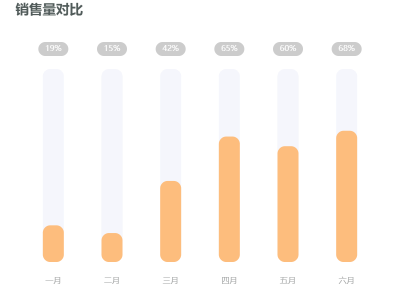 销售量对比
19% 15% 42% 65% 60% 68%
一月 二月 三月 四月 五月 六月